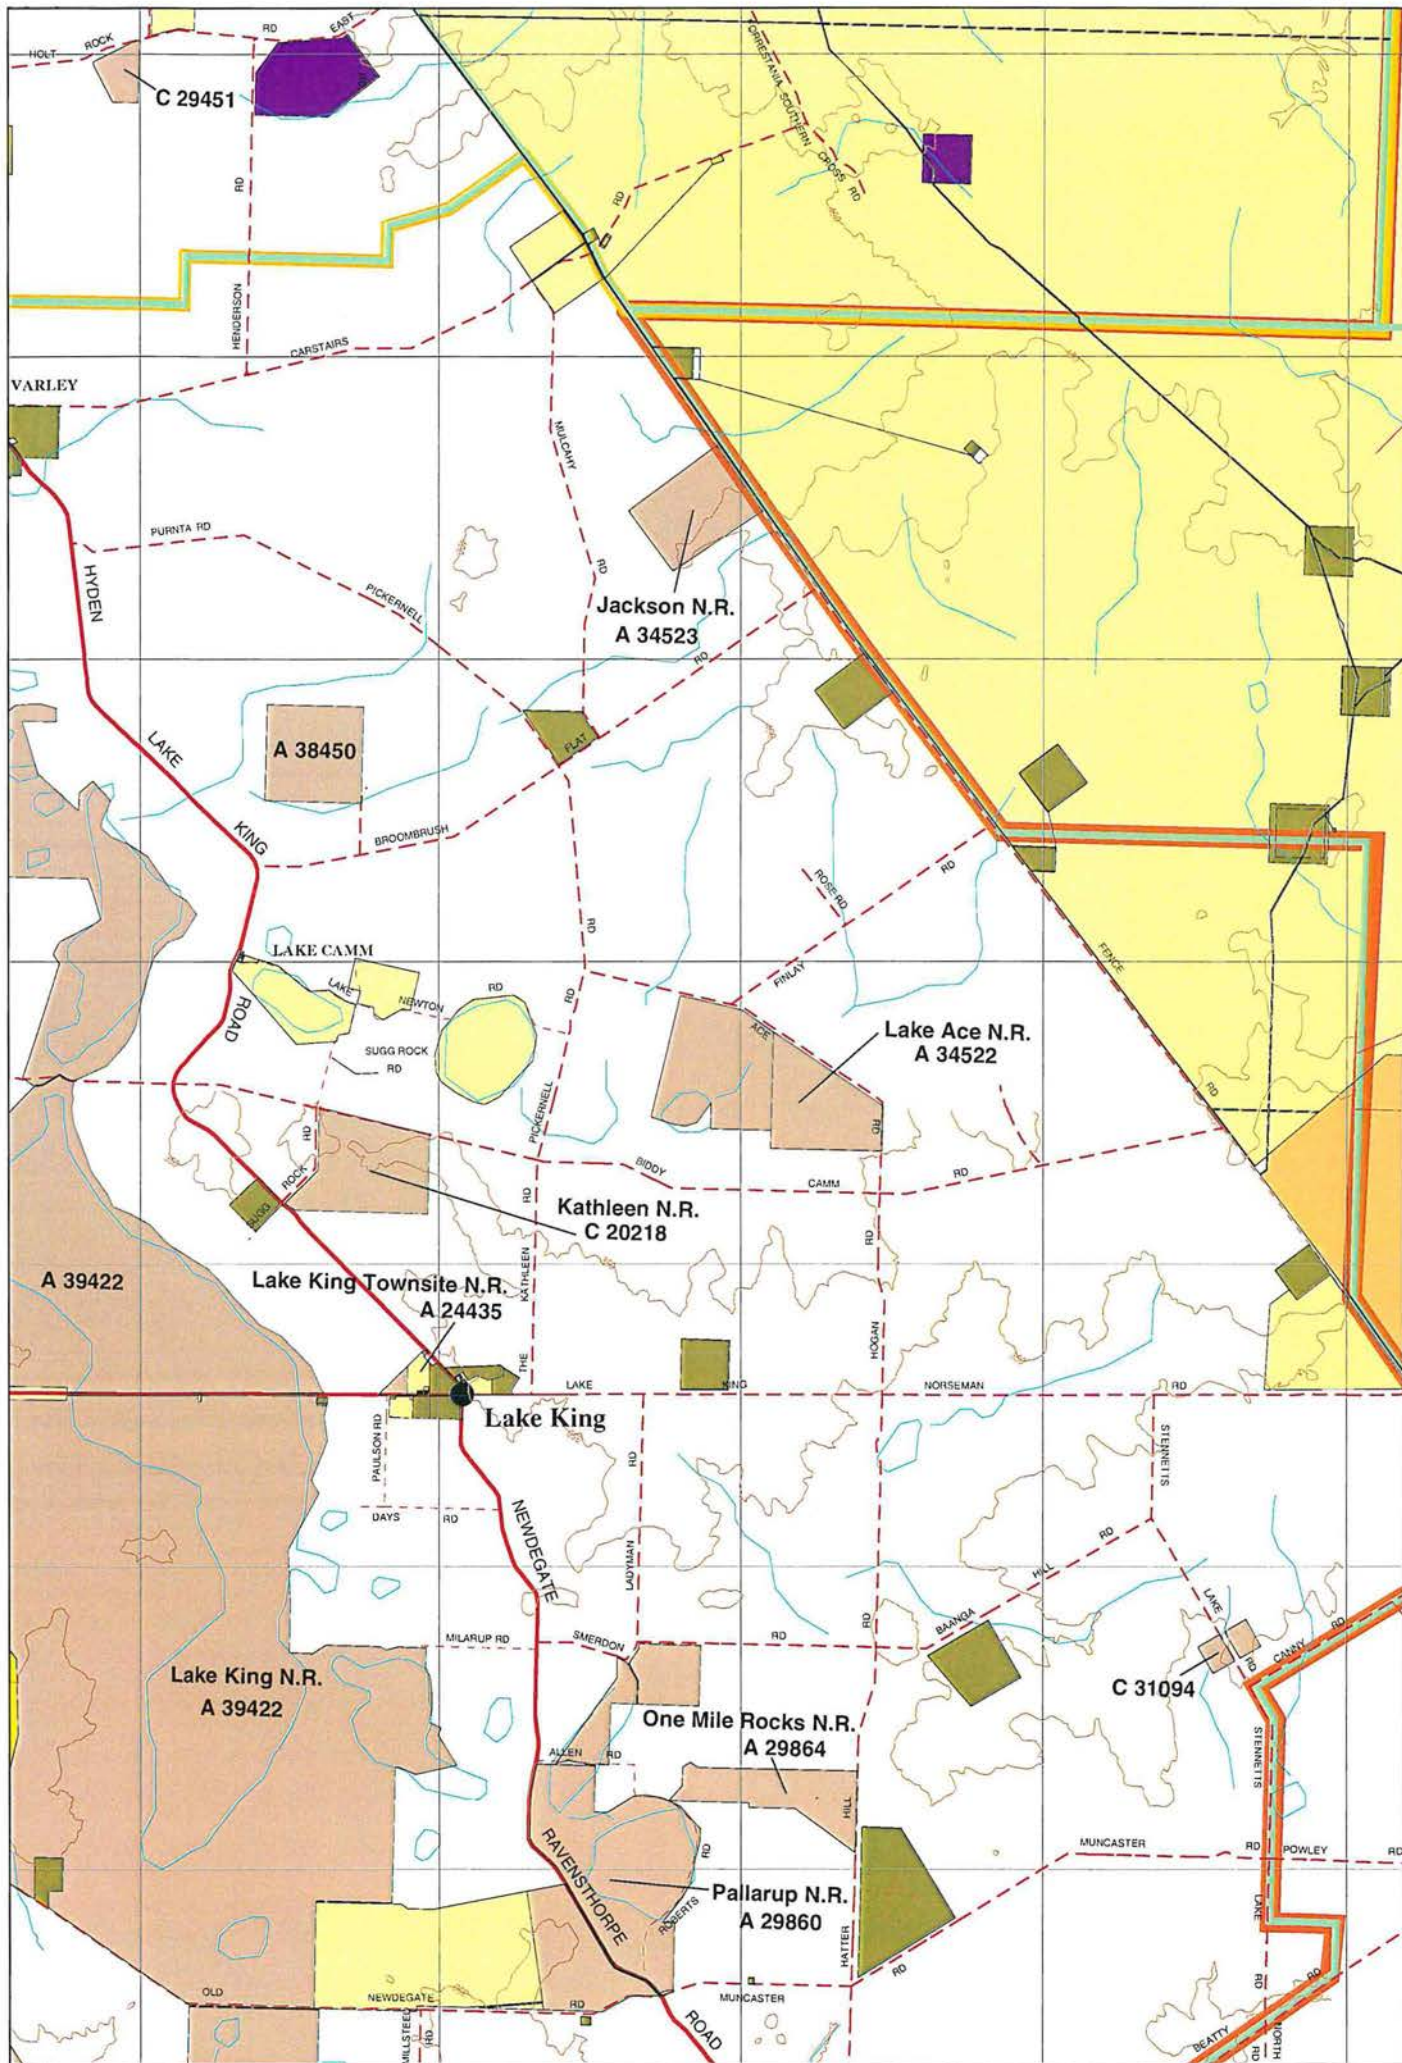 HOLT ROCK RD EAST
C 29451
FORRESTANIA SOUTHERN CROSS RD
RD
RD
HENDERSON
CARSTAIRS
VARLEY
MULCAHY
RD
PURNTA RD
PICKERNELL
HYDEN
Jackson N.R.
A 34523
RD
LAKE
A 38450
FLAT
KING
BROOMBRUSH
ROSE RD
RD
RD
FENCE
LAKE CAMM
FINLAY
LAKE
NEWTON
RD
RD
ROAD
ACE
Lake Ace N.R.
A 34522
SUGG ROCK
RD
PICKERNELL
RD
RD
RD
BIDDY
CAMM
RD
ROCK
SUGG
RD
Kathleen N.R.
C 20218
RD
A 39422
Lake King Townsite N.R.
A 24435
KATHLEEN
THE
HOGAN
LAKE
KING
NORSEMAN
RD
Lake King
PAULSON RD
RD
STENNETTS
DAYS
RD
NEWDEGATE
LADYMAN
RD
HILL
BAANGA
LAKE
RD
MILARUP RD
SMERDON
RD
RD
CANNY
RD
Lake King N.R.
A 39422
C 31094
One Mile Rocks N.R.
A 29864
STENNETTS
ALLEN
RD
HILL
RAVENSTHORPE
RD
MUNCASTER
RD
POWLEY
RD
Pallarup N.R.
A 29860
ROBERTS
LAKE
HATTER
RD
RD
OLD
NEWDEGATE
RD
MUNCASTER
RD
MILLSTEED
RD
ROAD
BEATTY
NORTH
RD